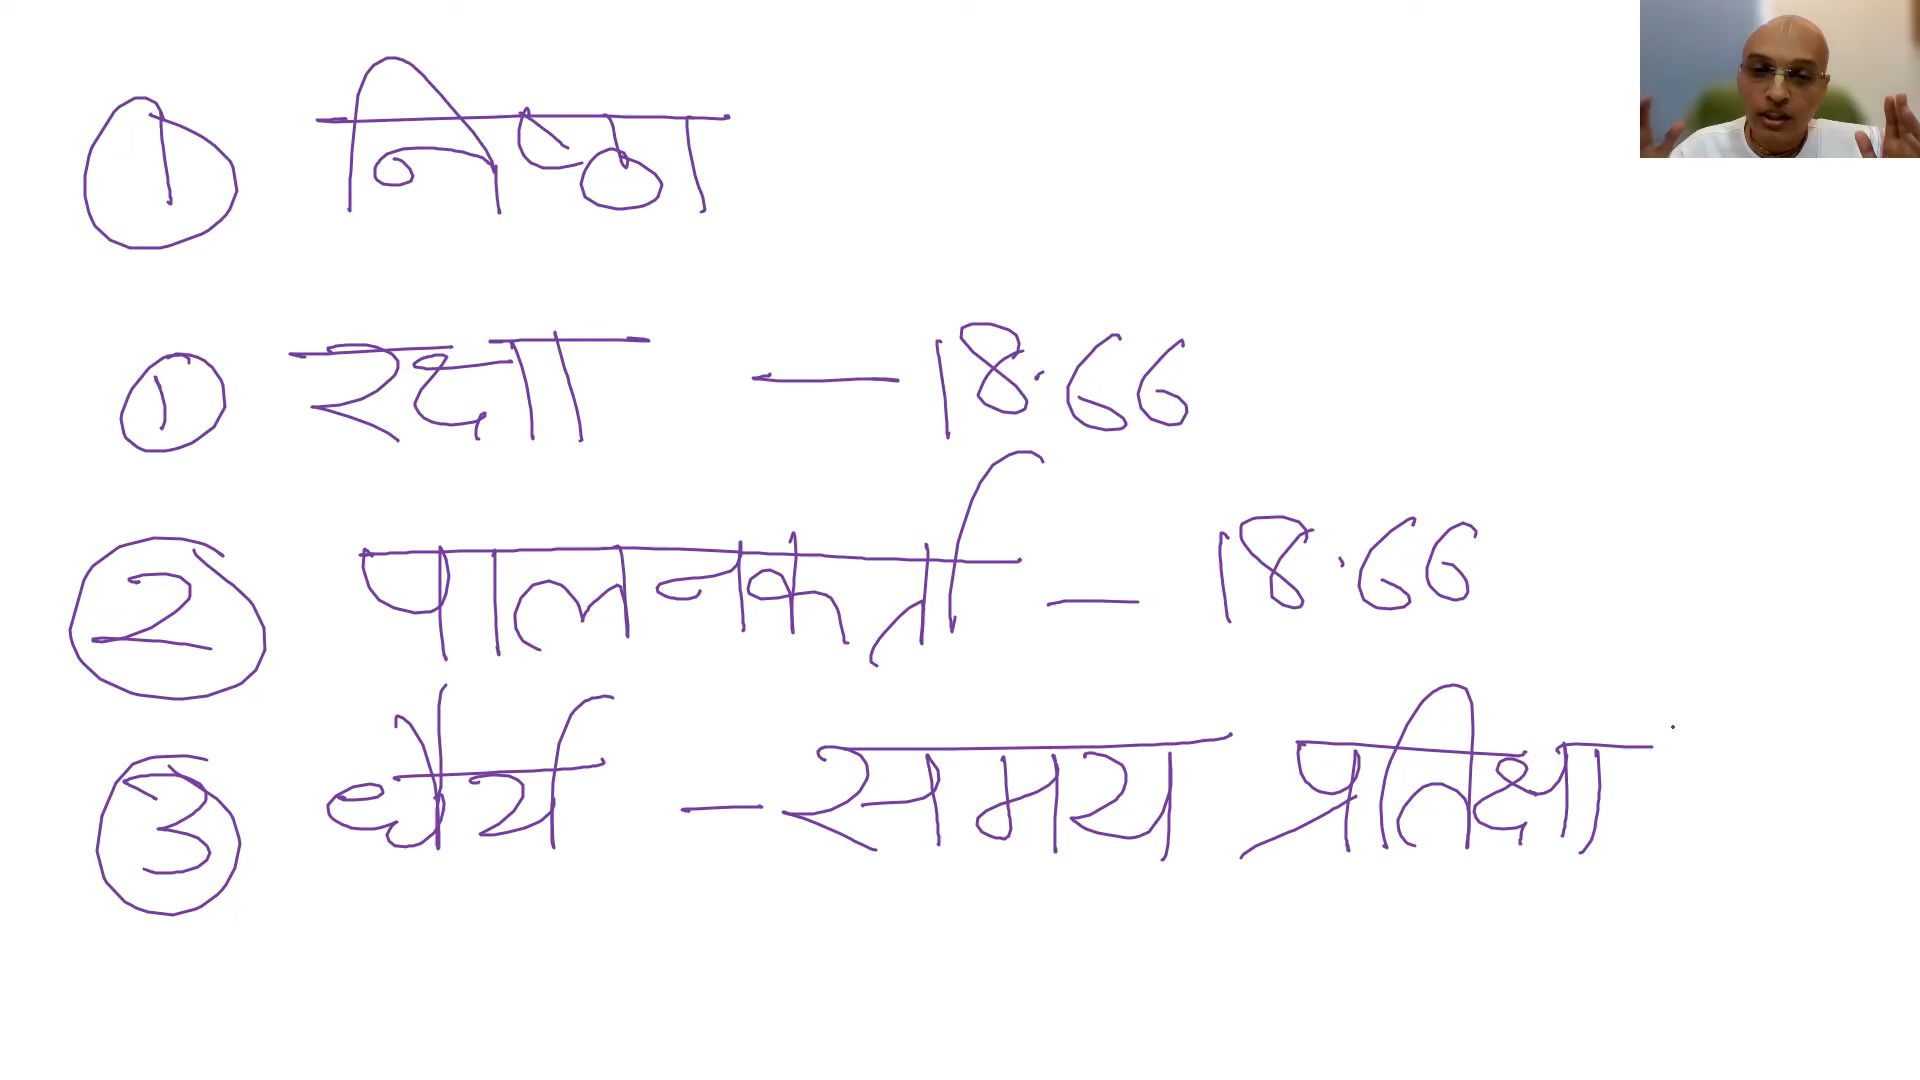 ① निष्ठा
① रक्षा — 18.66
② पालनकर्ता — 18.66
③ धैर्य — समय प्रतिक्षा